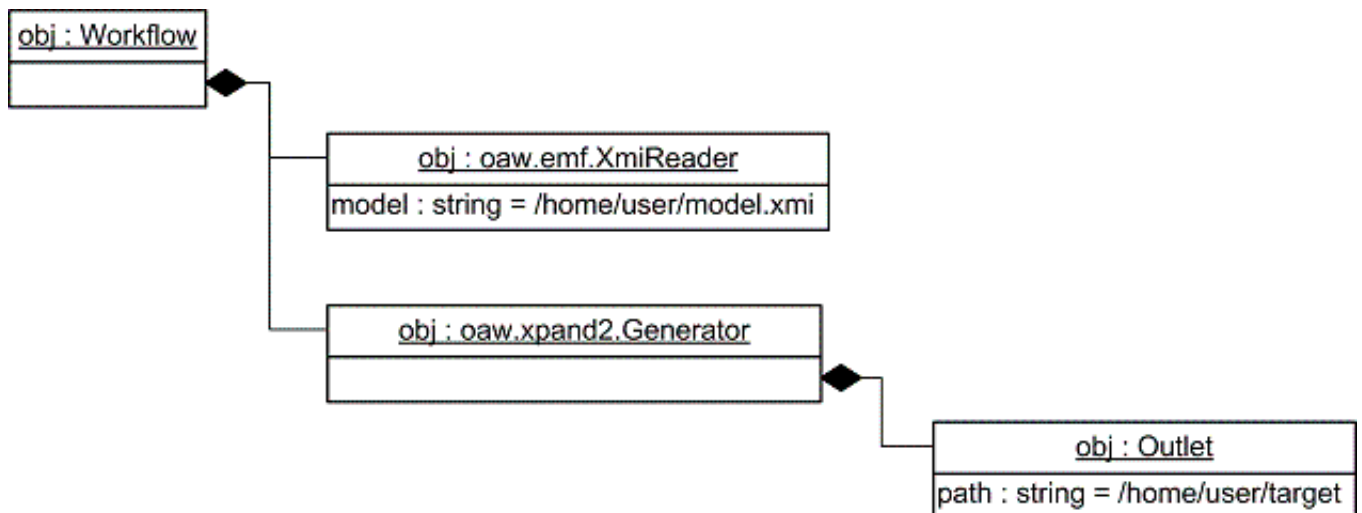 obj : Workflow
obj : oaw.emf.XmiReader
model : string = /home/user/model.xmi
obj : oaw.xpand2.Generator
obj : Outlet
path : string = /home/user/target